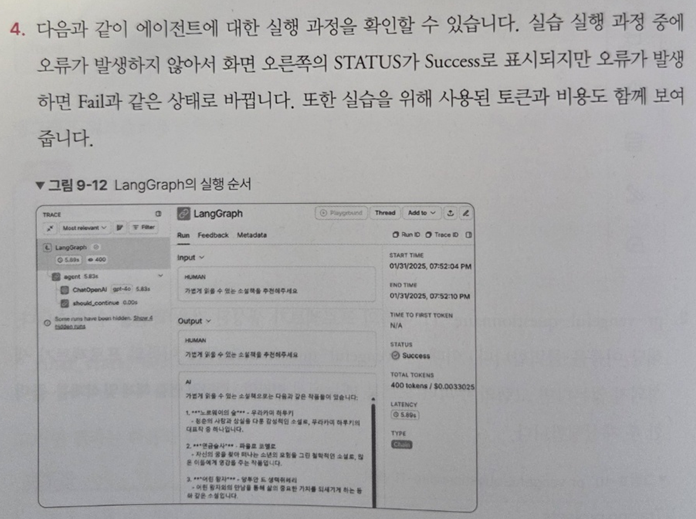 4. 다음과 같이 에이전트에 대한 실행 과정을 확인할 수 있습니다. 실습 실행 과정 중에
오류가 발생하지 않아서 화면 오른쪽의 STATUS가 Success로 표시되지만 오류가 발생
하면 Fail과 같은 상태로 바뀝니다. 또한 실습을 위해 사용된 토큰과 비용도 함께 보여
줍니다.
▼ 그림 9-12 LangGraph의 실행 순서
TRACE
Most relevant
Filter
LangGraph
5.89s 400
agent 5.83s
ChatOpenAI gpt-4o 5.83s
should_continue 0.00s
Some runs have been hidden. Show 4
hidden runs
LangGraph
Playground Thread Add to
Run Feedback Metadata
Run ID Trace ID
Input
HUMAN
가볍게 읽을 수 있는 소설책을 추천해주세요
Output
HUMAN
가볍게 읽을 수 있는 소설책을 추천해주세요
AI
가볍게 읽을 수 있는 소설책으로는 다음과 같은 작품들이 있습니다.
1. **"노르웨이의 숲"** - 무라카미 하루키
- 청춘의 사랑과 상실을 다룬 감성적인 소설로, 무라카미 하루키의
대표작 중 하나입니다.
2. **"연금술사"** - 파울로 코엘로
- 자신의 꿈을 찾아 떠나는 소년의 모험을 그린 철학적인 소설로, 많
은 이들에게 영감을 주는 작품입니다.
3. **"어린 왕자"** - 앙투안 드 생텍쥐페리
- 어린 왕자와의 만남을 통해 삶의 중요한 가치를 되새기게 하는 동
화 같은 소설입니다.
START TIME
01/31/2025, 07:52:04 PM
END TIME
01/31/2025, 07:52:10 PM
TIME TO FIRST TOKEN
N/A
STATUS
Success
TOTAL TOKENS
400 tokens / $0.0033025
LATENCY
5.89s
TYPE
Chain